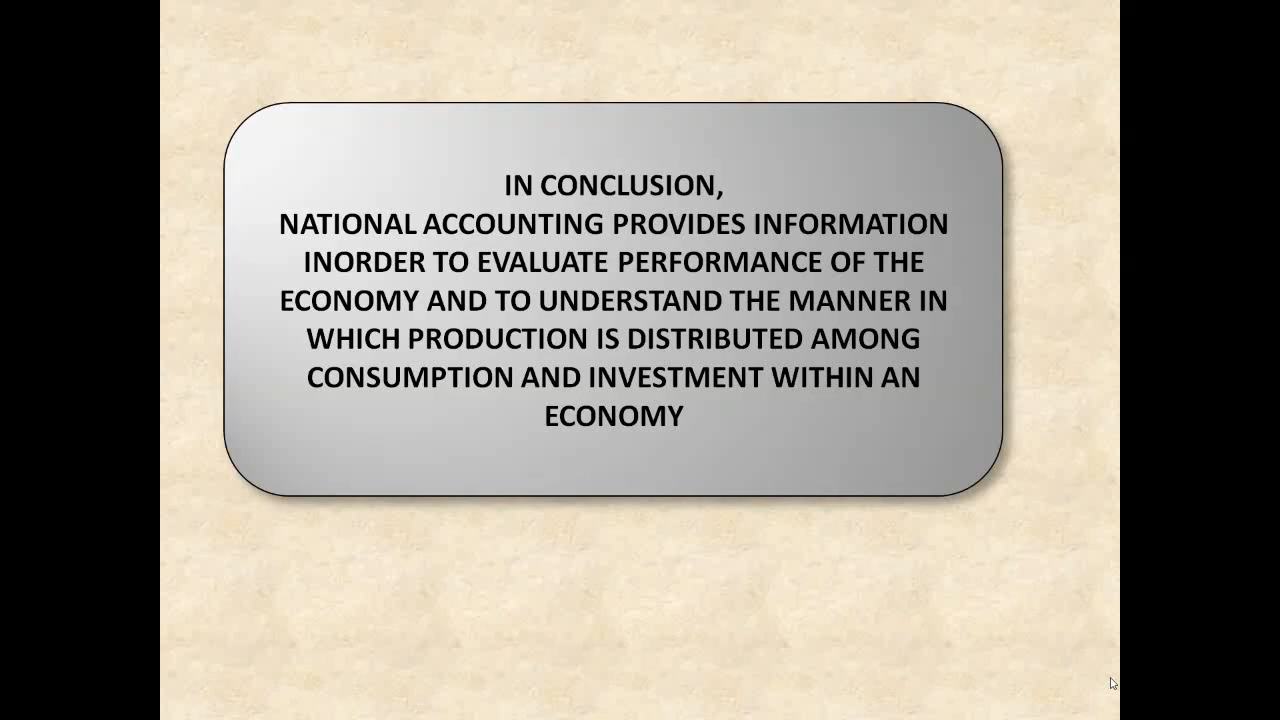 IN CONCLUSION,
NATIONAL ACCOUNTING PROVIDES INFORMATION
INORDER TO EVALUATE PERFORMANCE OF THE
ECONOMY AND TO UNDERSTAND THE MANNER IN
WHICH PRODUCTION IS DISTRIBUTED AMONG
CONSUMPTION AND INVESTMENT WITHIN AN
ECONOMY